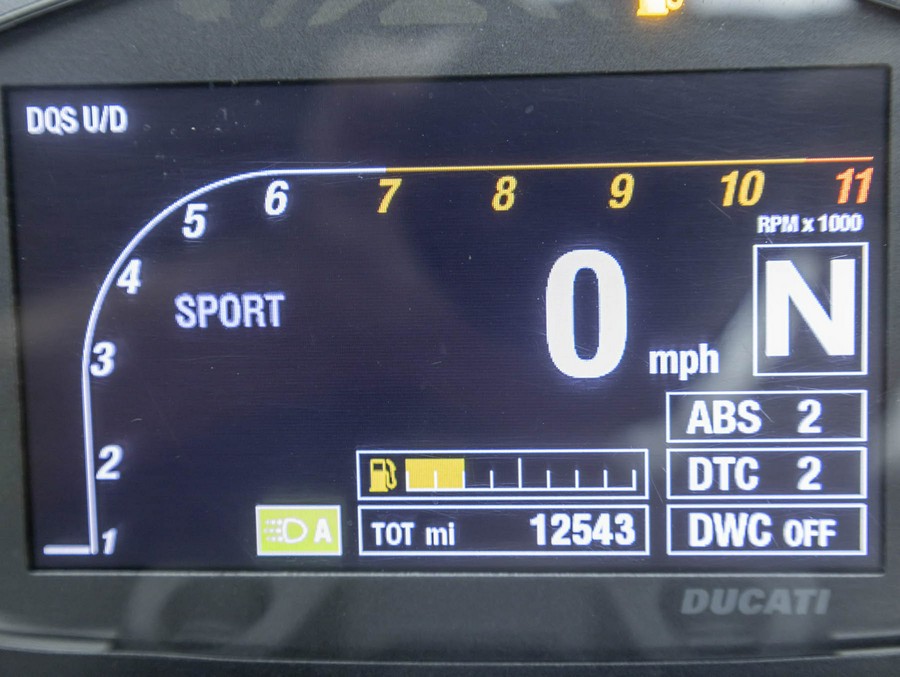 DQS U/D
6 7 8 9 10 11
5
RPM x 1000
4
SPORT
0 mph
N
3
ABS 2
2
DTC 2
A
TOT mi 12543
DWC OFF
1
DUCATI